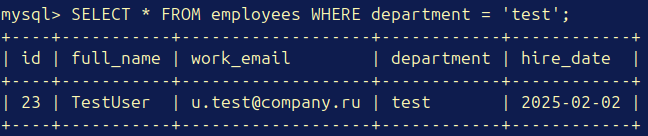 mysql> SELECT * FROM employees WHERE department = 'test';
+----+-----------+-------------------+------------+------------+
| id | full_name | work_email        | department | hire_date  |
+----+-----------+-------------------+------------+------------+
| 23 | TestUser  | u.test@company.ru | test       | 2025-02-02 |
+----+-----------+-------------------+------------+------------+